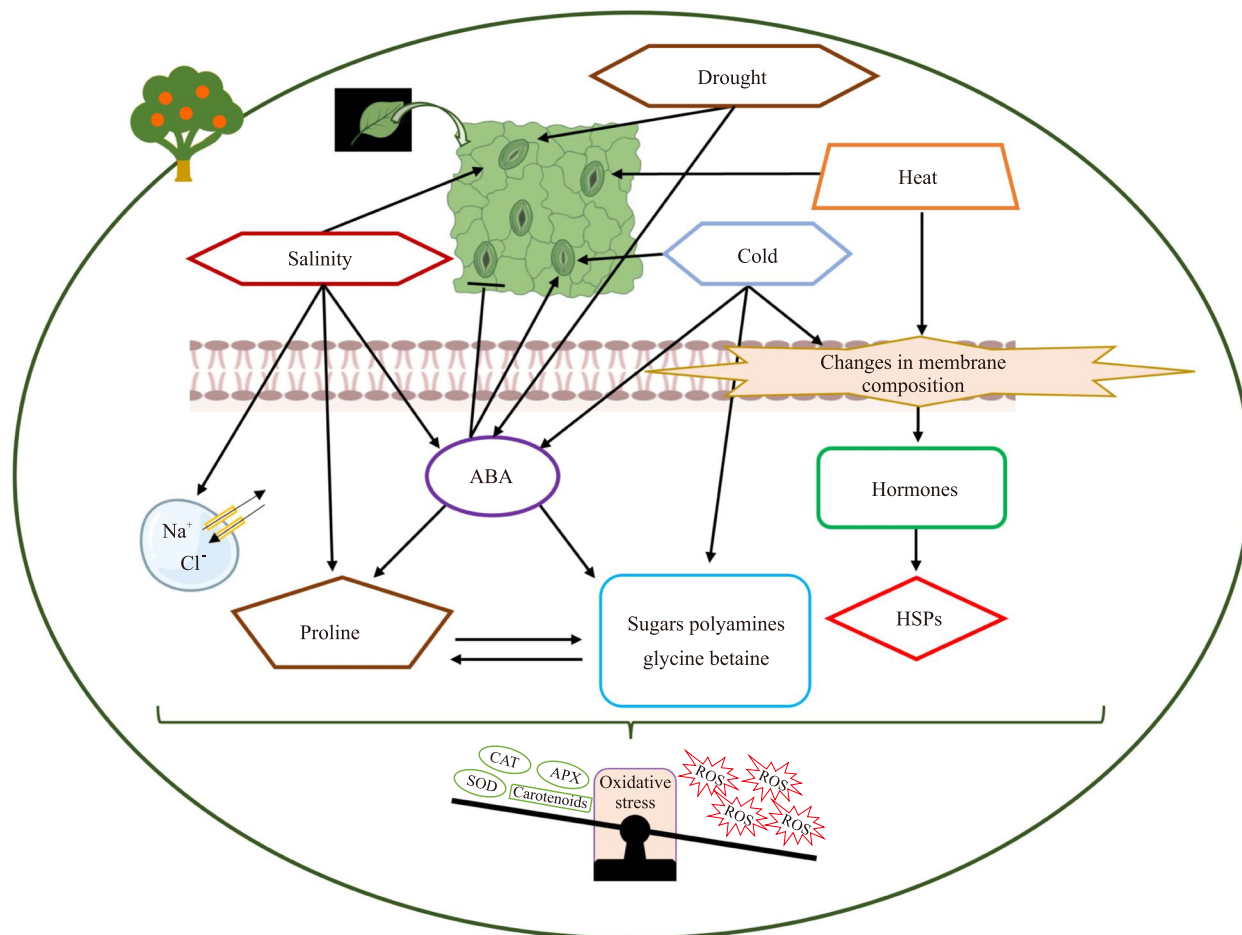 Drought
Heat
Salinity
Cold
Changes in membrane
composition
ABA
Hormones
Na⁺
Cl⁻
Proline
Sugars polyamines
glycine betaine
HSPs
CAT
APX
SOD
Carotenoids
Oxidative
stress
ROS
ROS
ROS
ROS